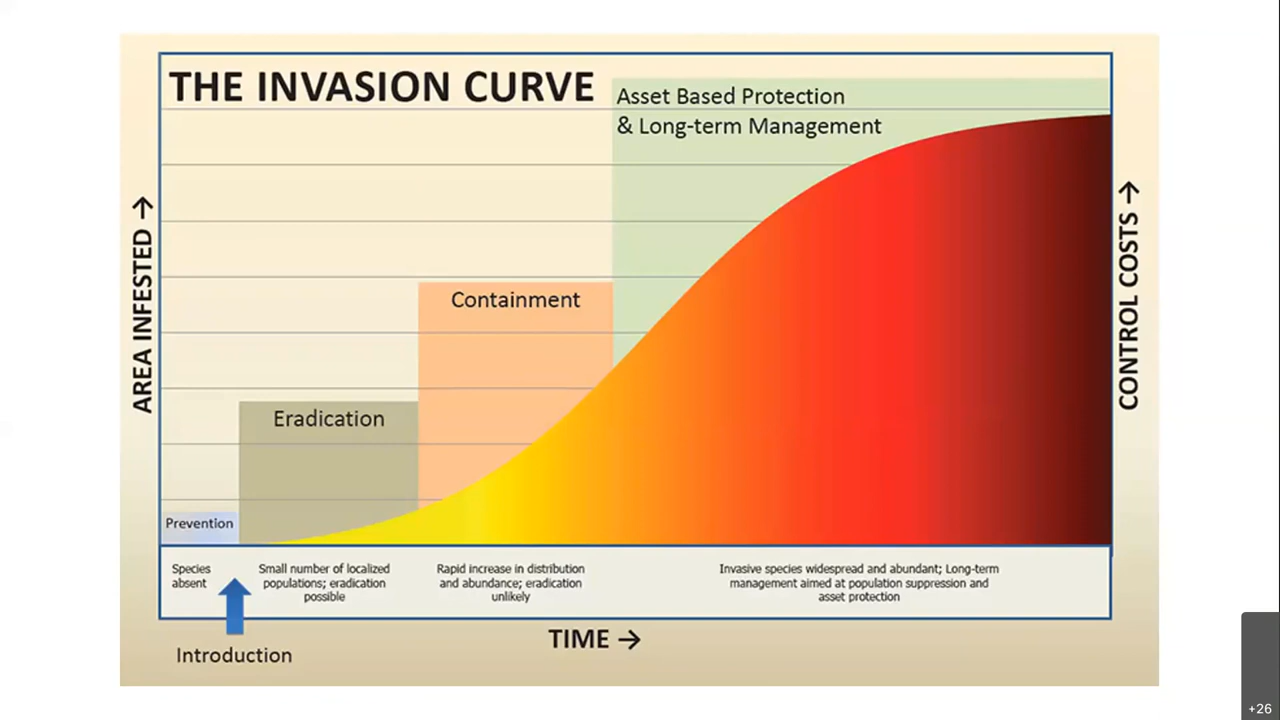 THE INVASION CURVE
Asset Based Protection
& Long-term Management
Containment
Eradication
Prevention
AREA INFESTED →
CONTROL COSTS →
Species
absent
Small number of localized
populations; eradication
possible
Rapid increase in distribution
and abundance; eradication
unlikely
Invasive species widespread and abundant; Long-term
management aimed at population suppression and
asset protection
TIME →
Introduction
+26